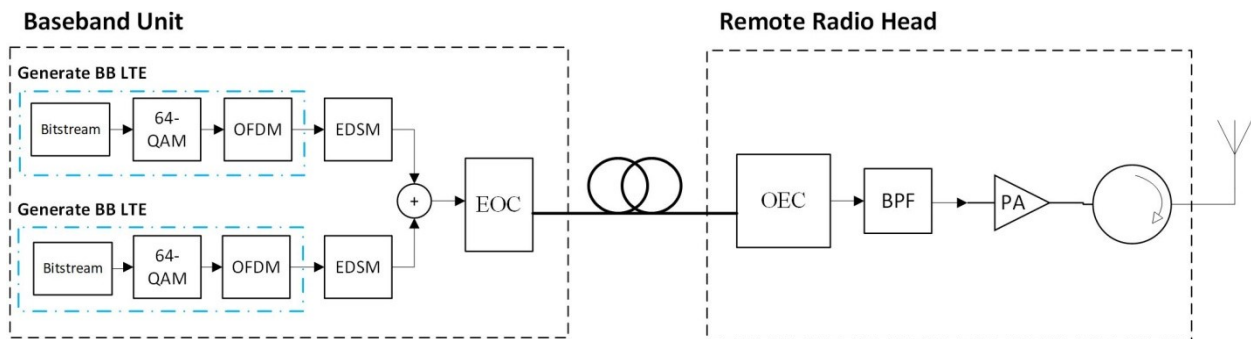 Baseband Unit
Remote Radio Head
Generate BB LTE
Bitstream
64-
QAM
OFDM
EDSM
+
EOC
OEC
BPF
PA
Generate BB LTE
Bitstream
64-
QAM
OFDM
EDSM